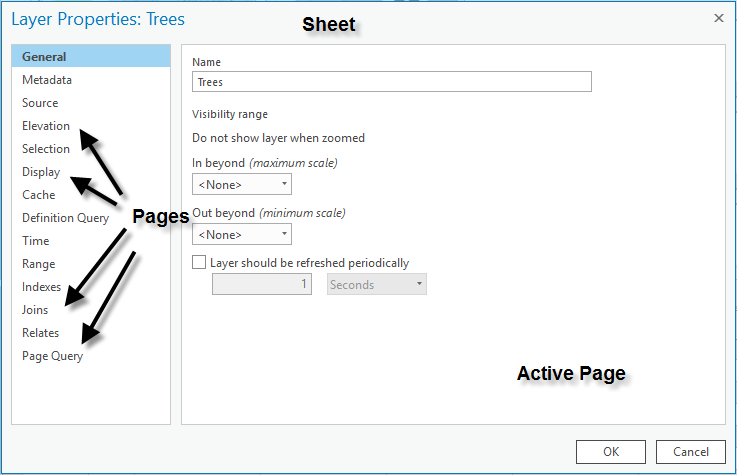 Layer Properties: Trees
Sheet
General
Metadata
Source
Elevation
Selection
Display
Cache
Definition Query
Time
Range
Indexes
Joins
Relates
Page Query
Pages
Name
Trees
Visibility range
Do not show layer when zoomed
In beyond (maximum scale)
<None>
Out beyond (minimum scale)
<None>
Layer should be refreshed periodically
1 Seconds
Active Page
OK Cancel